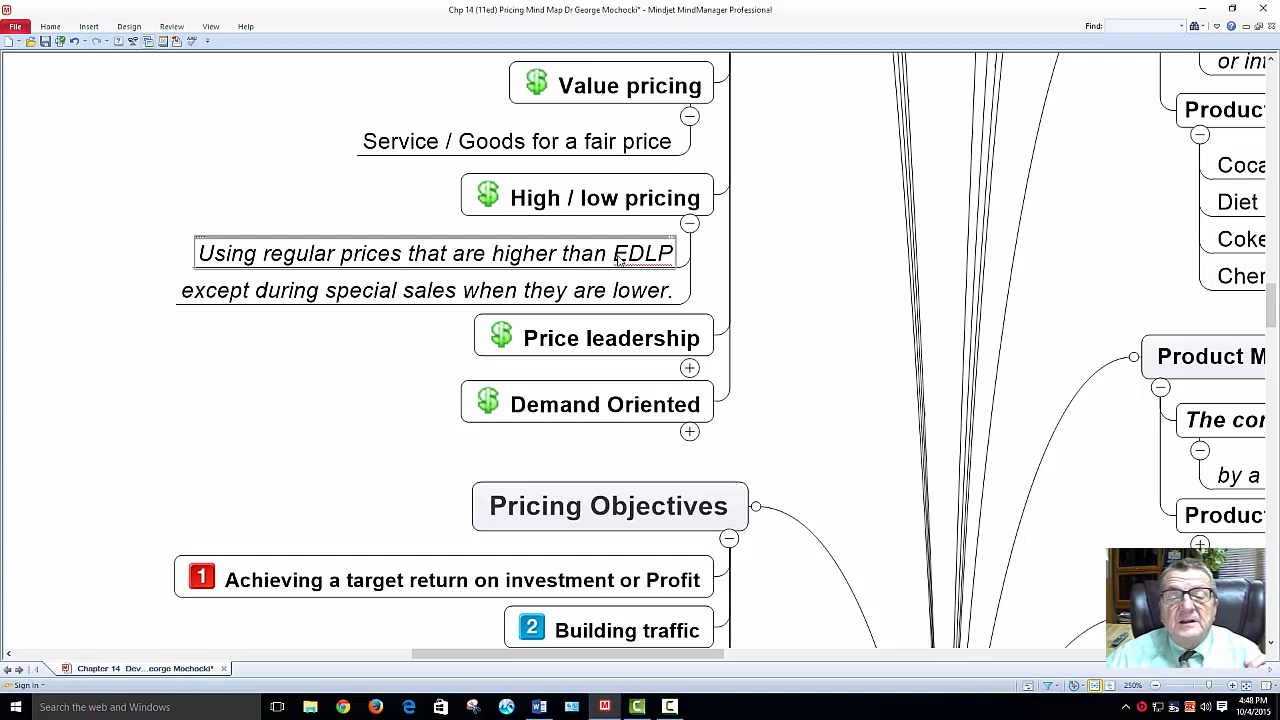 Chp 14 (11ed) Pricing Mind Map Dr George Mochocki* - Mindjet MindManager Professional
File Home Insert Design Review View Help
Find:
Value pricing
Service / Goods for a fair price
High / low pricing
Using regular prices that are higher than EDLP
except during special sales when they are lower.
Price leadership
Demand Oriented
Pricing Objectives
1 Achieving a target return on investment or Profit
2 Building traffic
or int
Produc
Coca
Diet
Coke
Cher
Product M
The cor
by a
Produc
Chapter 14 Dev...eorge Mochocki*
Sign In
250%
Search the web and Windows
4:48 PM
10/4/2015